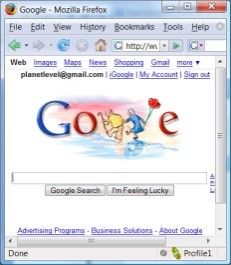 Google - Mozilla Firefox
File Edit View History Bookmarks Tools Help
http://w
Web Images Maps News Shopping Gmail more ▼
planetlevel@gmail.com | iGoogle | My Account | Sign out
Google
Google Search I'm Feeling Lucky
Advertising Programs - Business Solutions - About Google
Done Profile1